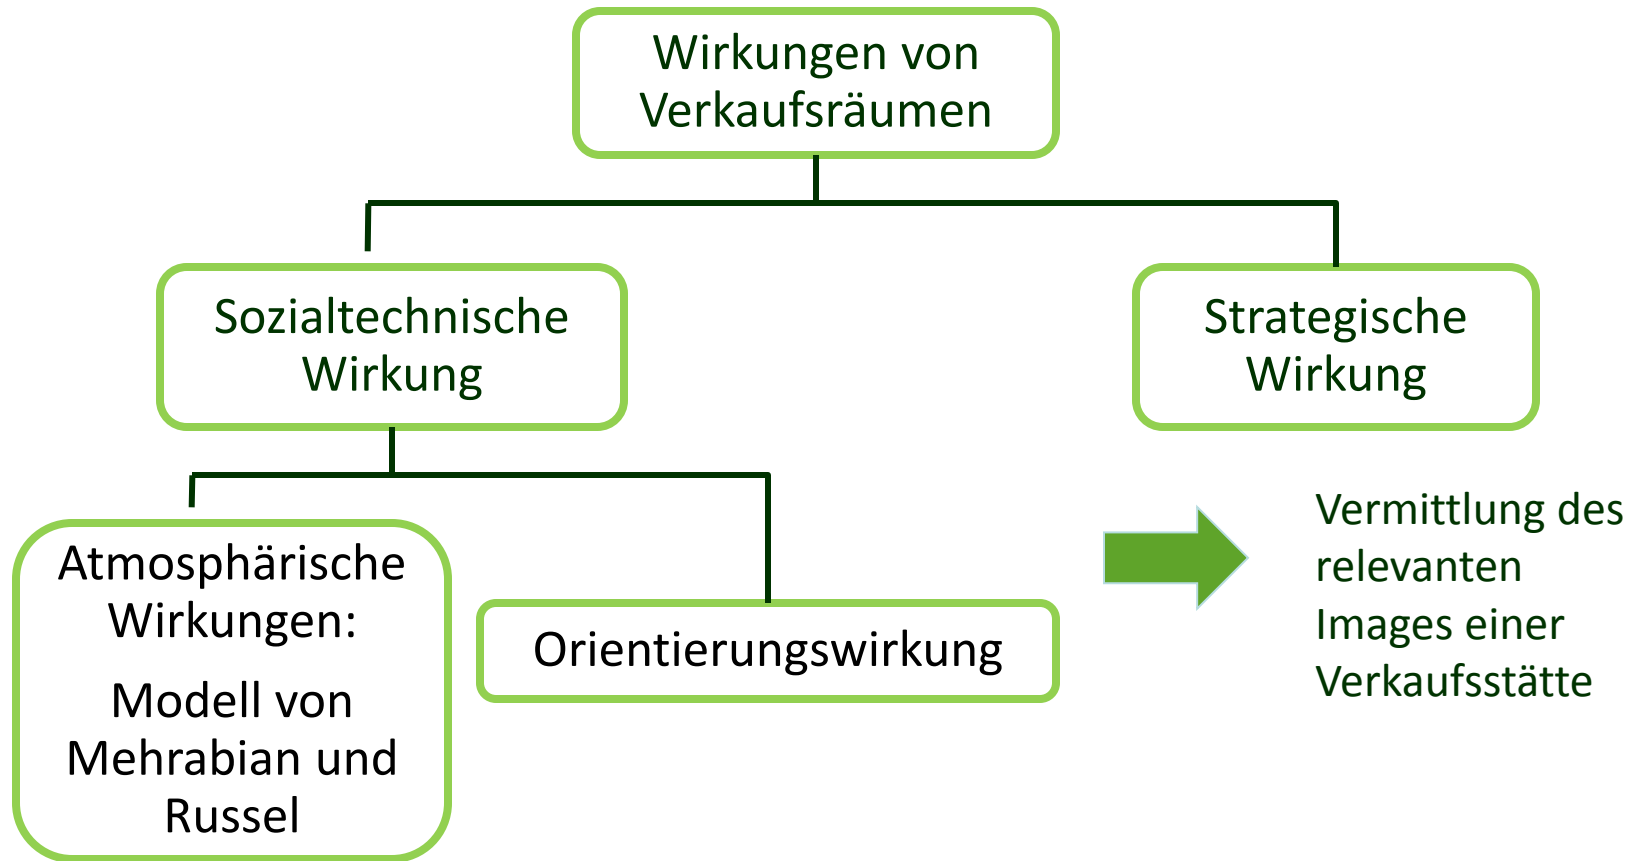 Wirkungen von
Verkaufsräumen
Sozialtechnische
Wirkung
Strategische
Wirkung
Atmosphärische
Wirkungen:
Modell von
Mehrabian und
Russel
Orientierungswirkung
Vermittlung des
relevanten
Images einer
Verkaufsstätte